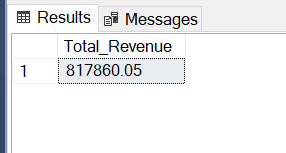 Results Messages
Total_Revenue
1 817860.05